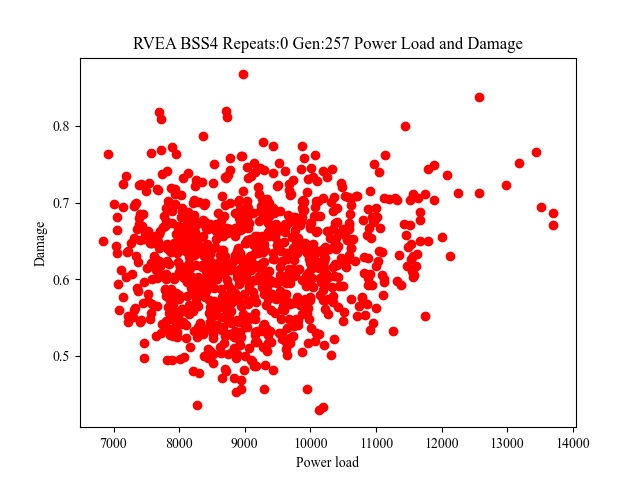 RVEA BSS4 Repeats:0 Gen:257 Power Load and Damage
0.8
0.7
0.6
0.5
Damage
7000 8000 9000 10000 11000 12000 13000 14000
Power load